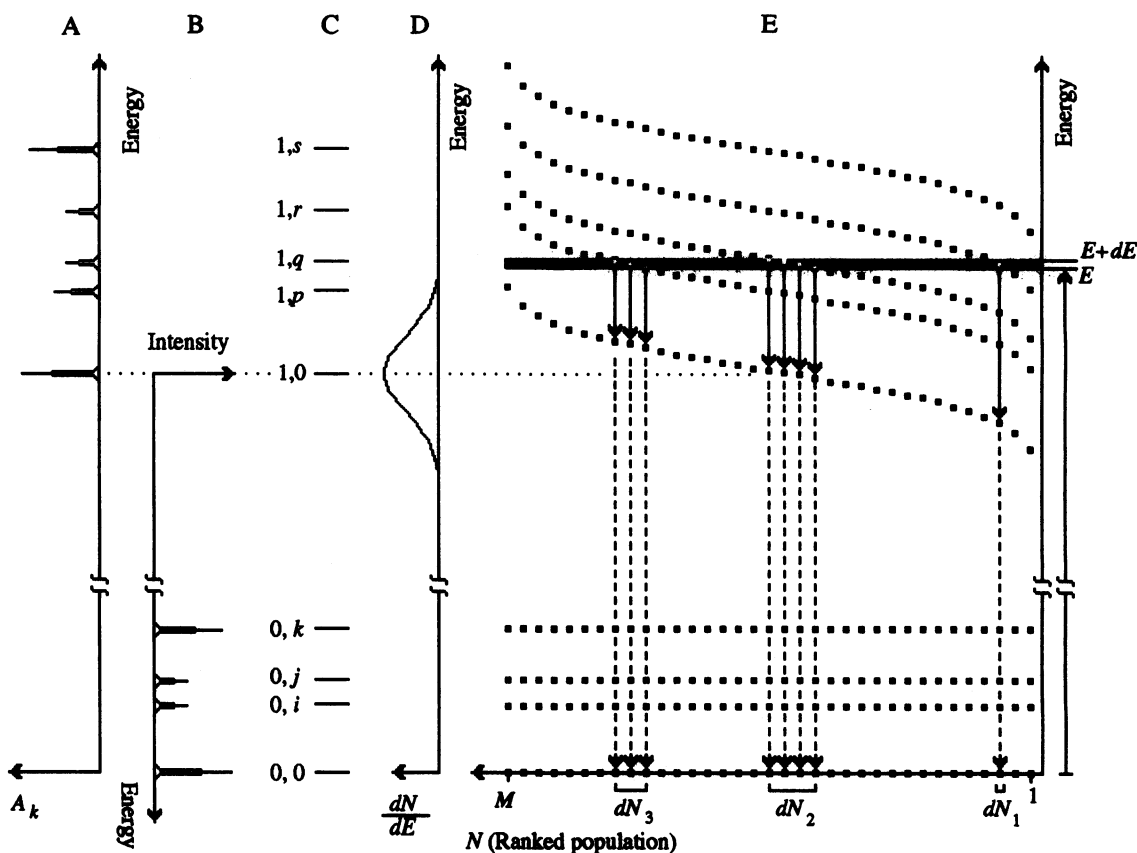 A B C D E
Energy
Energy
Energy
1,s
1,r
1,q
1,p
E+dE
E
Intensity
1,0
0,k
0,j
0,i
0,0
A_k
Energy
dN
dE
M
dN_3
dN_2
dN_1
1
N (Ranked population)